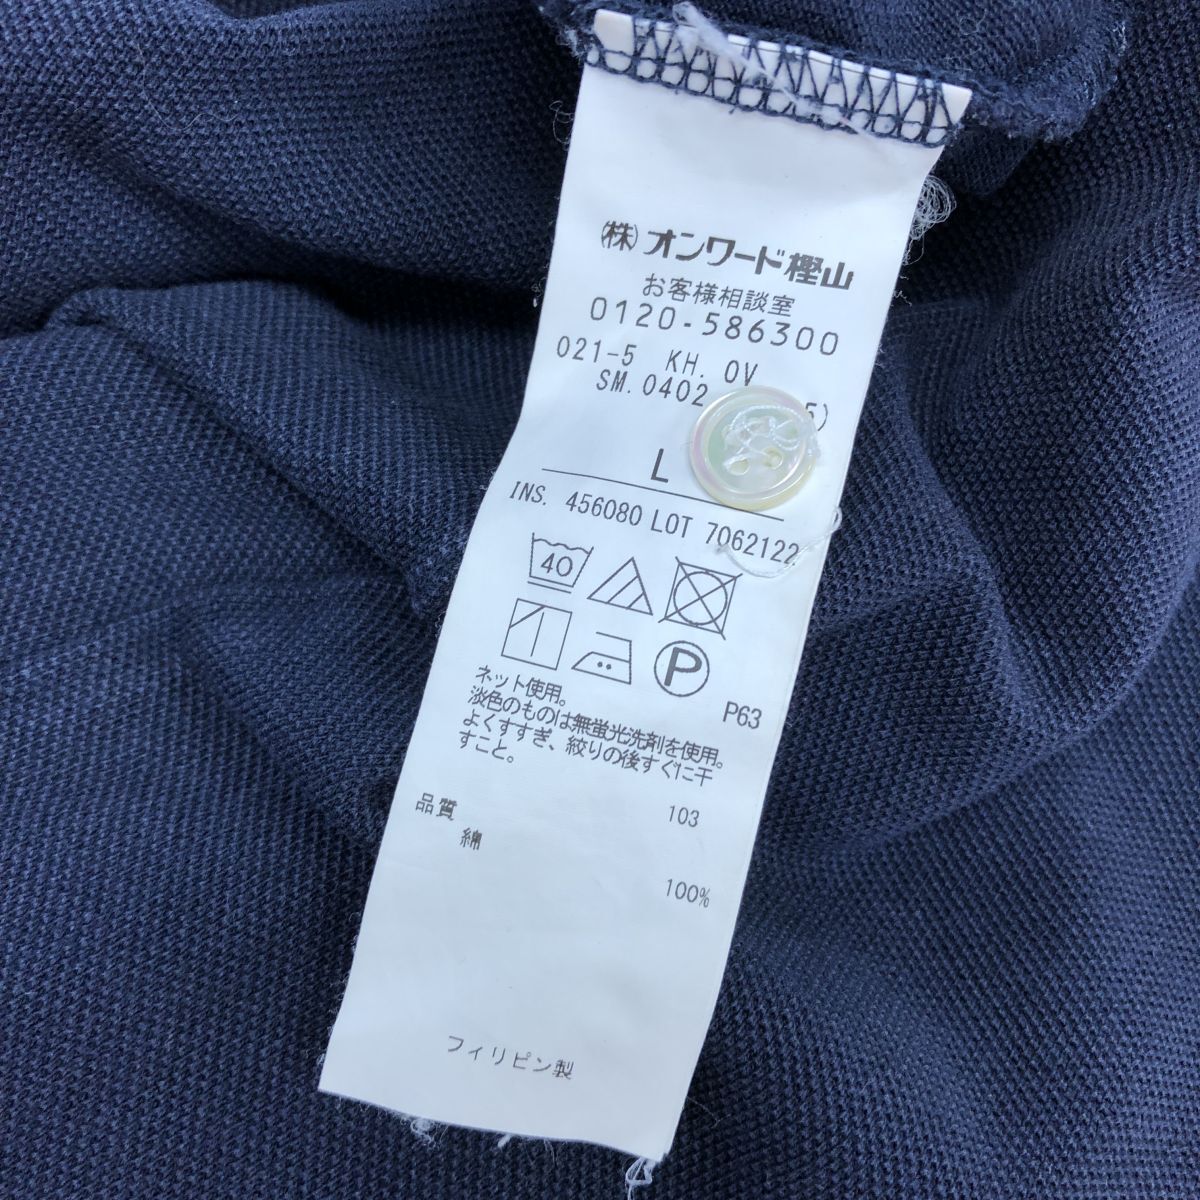 (株)オンワード樫山
お客様相談室
0120-586300
021-5 KH. OV
SM. 0402 5)
L
INS. 456080 LOT 7062122
40
P
P63
ネット使用。
淡色のものは無蛍光洗剤を使用。
よくすすぎ、絞りの後すぐに干
すこと。
品質 103
綿
100%
フィリピン製